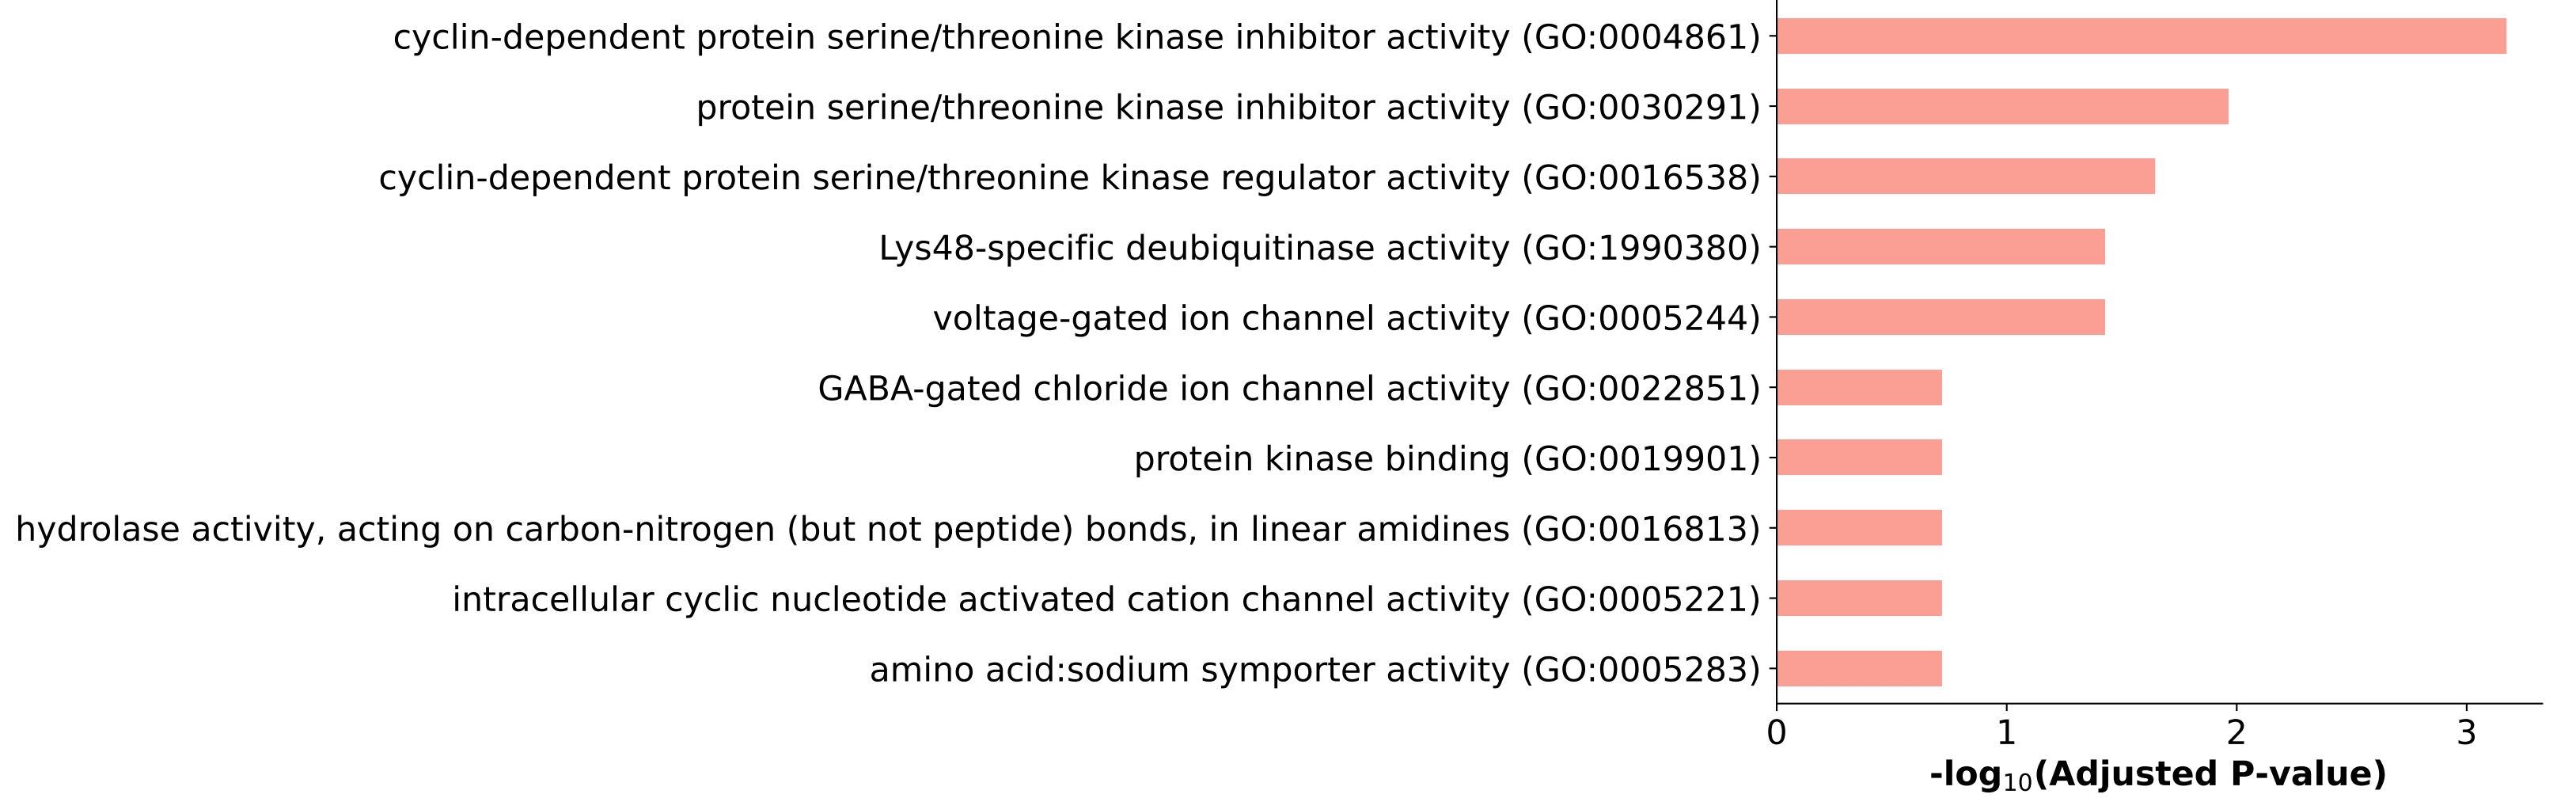 cyclin-dependent protein serine/threonine kinase inhibitor activity (GO:0004861)
protein serine/threonine kinase inhibitor activity (GO:0030291)
cyclin-dependent protein serine/threonine kinase regulator activity (GO:0016538)
Lys48-specific deubiquitinase activity (GO:1990380)
voltage-gated ion channel activity (GO:0005244)
GABA-gated chloride ion channel activity (GO:0022851)
protein kinase binding (GO:0019901)
hydrolase activity, acting on carbon-nitrogen (but not peptide) bonds, in linear amidines (GO:0016813)
intracellular cyclic nucleotide activated cation channel activity (GO:0005221)
amino acid:sodium symporter activity (GO:0005283)
0 1 2 3
-log₁₀(Adjusted P-value)